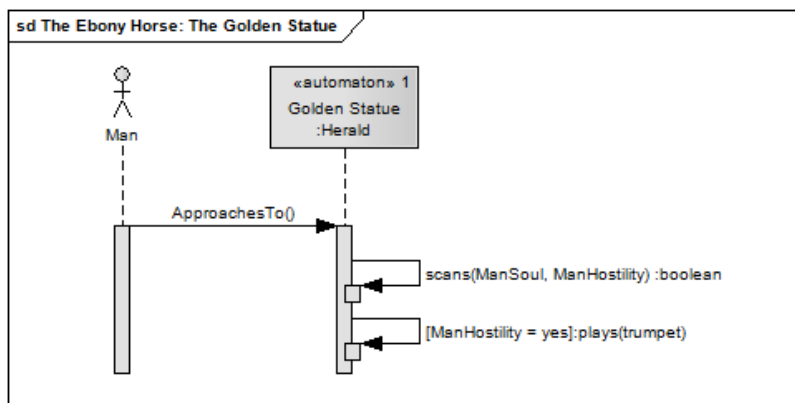 sd The Ebony Horse: The Golden Statue
«automaton» 1
Golden Statue
:Herald
Man
ApproachesTo()
scans(ManSoul, ManHostility) :boolean
[ManHostility = yes]:plays(trumpet)